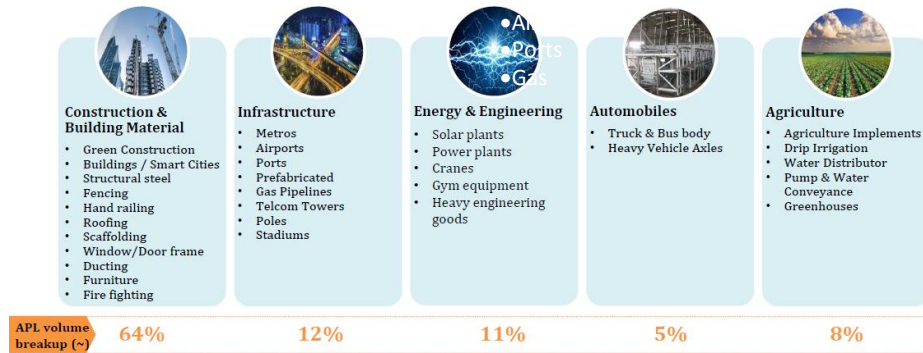 •Ai
•Ports
•Gas
Construction &
Building Material
• Green Construction
• Buildings / Smart Cities
• Structural steel
• Fencing
• Hand railing
• Roofing
• Scaffolding
• Window/Door frame
• Ducting
• Furniture
• Fire fighting
Infrastructure
• Metros
• Airports
• Ports
• Prefabricated
• Gas Pipelines
• Telcom Towers
• Poles
• Stadiums
Energy & Engineering
• Solar plants
• Power plants
• Cranes
• Gym equipment
• Heavy engineering
goods
Automobiles
• Truck & Bus body
• Heavy Vehicle Axles
Agriculture
• Agriculture Implements
• Drip Irrigation
• Water Distributor
• Pump & Water
Conveyance
• Greenhouses
APL volume
breakup (~)
64%
12%
11%
5%
8%